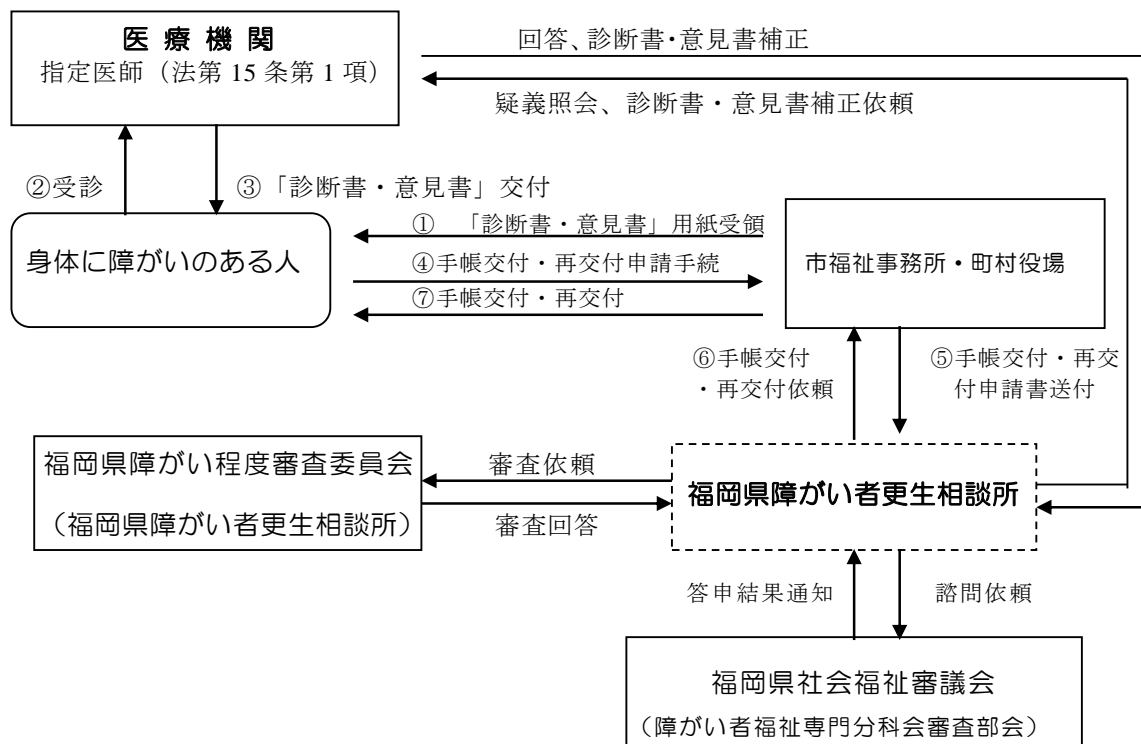 医 療 機 関
指定医師（法第 15 条第 1 項）
回答、診断書・意見書補正
疑義照会、診断書・意見書補正依頼
②受診
③「診断書・意見書」交付
身体に障がいのある人
① 「診断書・意見書」用紙受領
④手帳交付・再交付申請手続
⑦手帳交付・再交付
市福祉事務所・町村役場
⑥手帳交付
・再交付依頼
⑤手帳交付・再交
付申請書送付
福岡県障がい程度審査委員会
（福岡県障がい者更生相談所）
審査依頼
審査回答
福岡県障がい者更生相談所
答申結果通知
諮問依頼
福岡県社会福祉審議会
（障がい者福祉専門分科会審査部会）